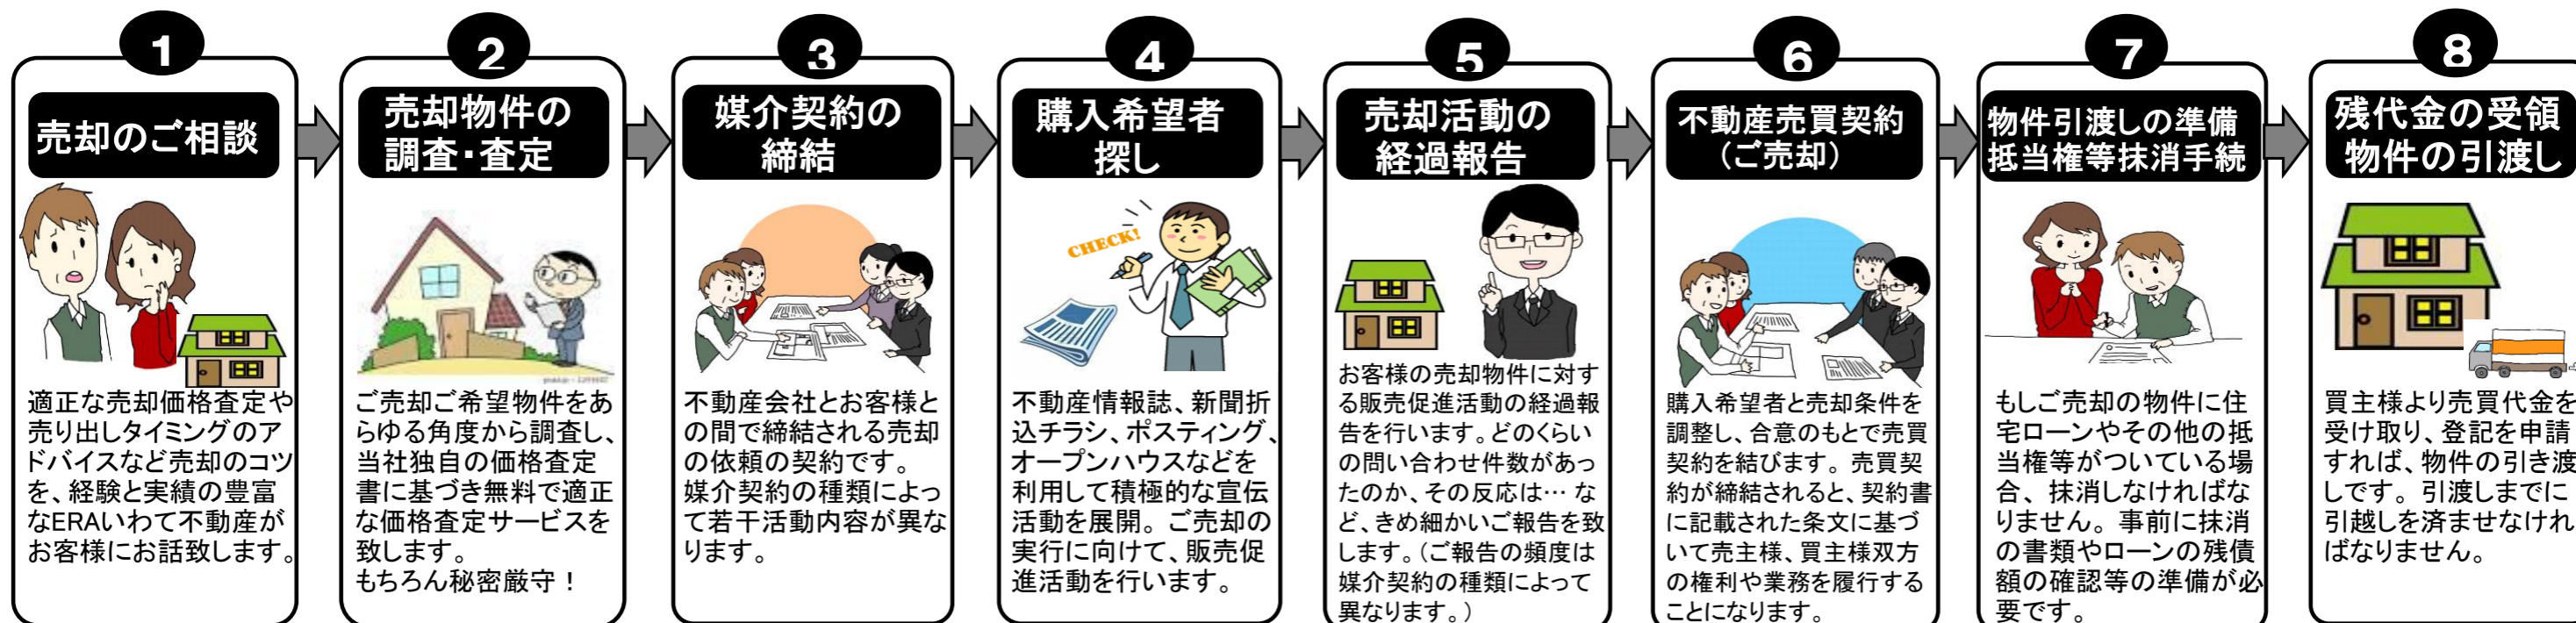 1
売却のご相談
適正な売却価格査定や
売り出しタイミングのア
ドバイスなど売却のコツ
を、経験と実績の豊富
なERAいわて不動産が
お客様にお話致します。
2
売却物件の
調査・査定
ご売却ご希望物件をあ
らゆる角度から調査し、
当社独自の価格査定
書に基づき無料で適正
な価格査定サービスを
致します。
もちろん秘密厳守！
3
媒介契約の
締結
不動産会社とお客様と
の間で締結される売却
の依頼の契約です。
媒介契約の種類によっ
て若干活動内容が異な
ります。
4
購入希望者
探し
CHECK!
不動産情報誌、新聞折
込チラシ、ポスティング、
オープンハウスなどを
利用して積極的な宣伝
活動を展開。ご売却の
実行に向けて、販売促
進活動を行います。
5
売却活動の
経過報告
お客様の売却物件に対す
る販売促進活動の経過報
告を行います。どのくらい
の問い合わせ件数があっ
たのか、その反応は… な
ど、きめ細かいご報告を致
します。（ご報告の頻度は
媒介契約の種類によって
異なります。）
6
不動産売買契約
（ご売却）
購入希望者と売却条件を
調整し、合意のもとで売買
契約を結びます。売買契
約が締結されると、契約書
に記載された条文に基づ
いて売主様、買主様双方
の権利や業務を履行する
ことになります。
7
物件引渡しの準備
抵当権等抹消手続
もしご売却の物件に住
宅ローンやその他の抵
当権等がついている場
合、抹消しなければな
りません。事前に抹消
の書類やローンの残債
額の確認等の準備が必
要です。
8
残代金の受領
物件の引渡し
買主様より売買代金を
受け取り、登記を申請
すれば、物件の引き渡
しです。引渡しまでに
引越しを済ませなけれ
ばなりません。